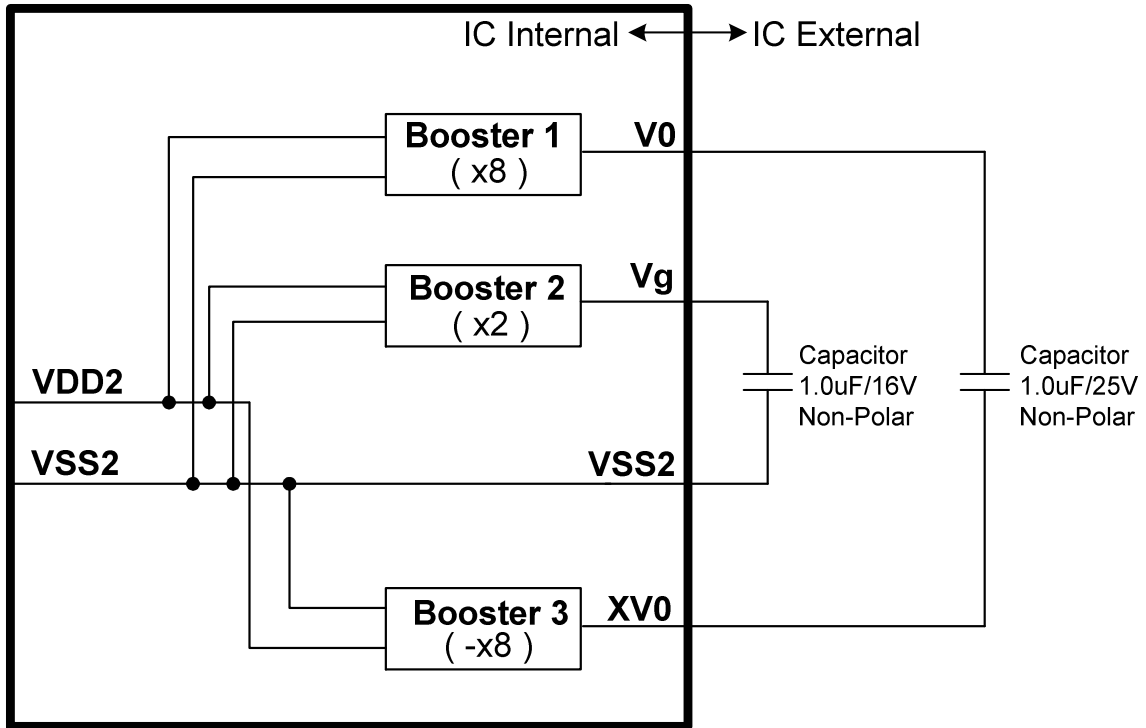 IC Internal IC External
Booster 1
( x8 )
V0
Booster 2
( x2 )
Vg
Capacitor
1.0uF/16V
Non-Polar
Capacitor
1.0uF/25V
Non-Polar
VDD2
VSS2
VSS2
Booster 3
( -x8 )
XV0